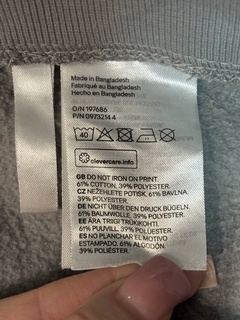 Made in Bangladesh
Fabriqué au Bangladesh
Hecho en Bangladesh
O/N 197686
P/N 0973214 4
40
clevercare.info
GB DO NOT IRON ON PRINT.
61% COTTON, 39% POLYESTER.
CZ NEŽEHLETE POTISK. 61% BAVLNA,
39% POLYESTER.
DE NICHT ÜBER DEN DRUCK BÜGELN.
61% BAUMWOLLE, 39% POLYESTER.
EE ÄRA TRIIGI TRÜKIKOHTI.
61% PUUVILL, 39% POLÜESTER.
ES NO PLANCHAR EL MOTIVO
ESTAMPADO. 61% ALGODÓN,
39% POLIÉSTER.